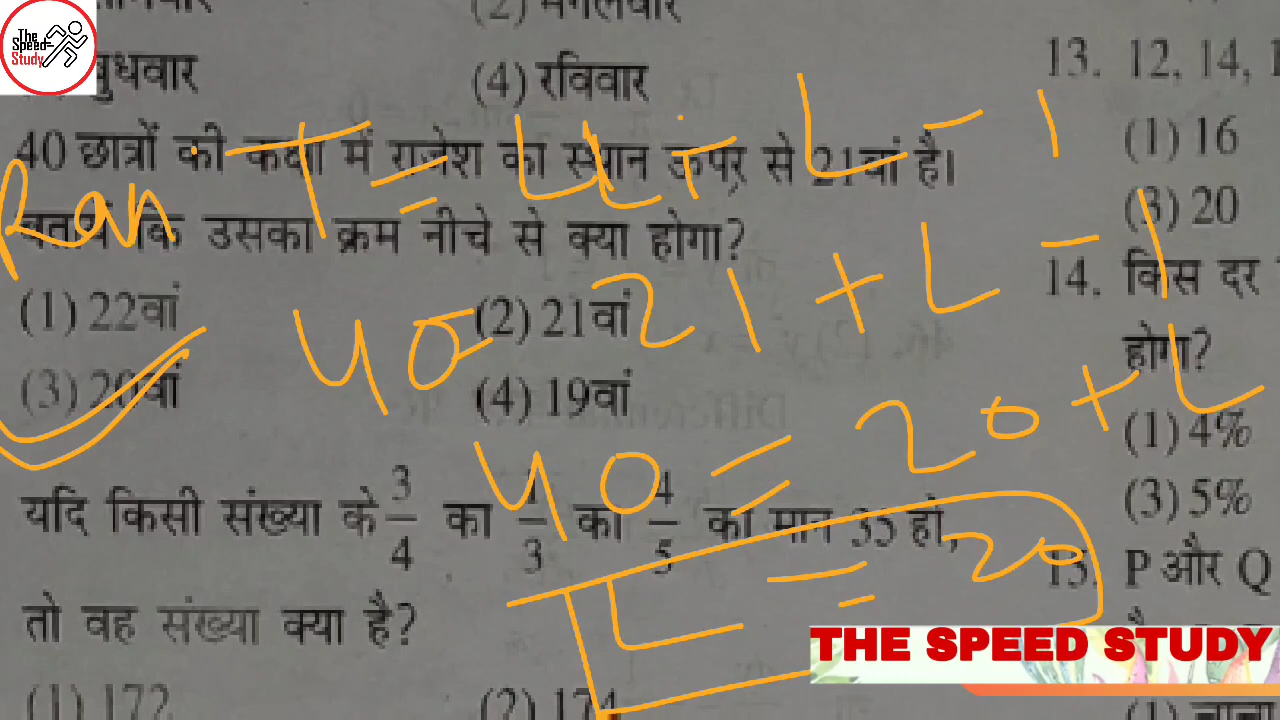 The
Speed-
Study
(2) मंगलवार
बुधवार
(4) रविवार
40 छात्रों की कक्षा में राजेश का स्थान ऊपर से 21वां है।
बतायें कि उसका क्रम नीचे से क्या होगा?
(1) 22वां
(2) 21वां
(3) 20वां
(4) 19वां
यदि किसी संख्या के 3/4 का 1/3 का 4/5 का मान 35 हो,
तो वह संख्या क्या है?
(1) 172
(2) 174
13. 12, 14,
(1) 16
(3) 20
14. किस दर
होगा?
(1) 4%
(3) 5%
15. P और Q
Ran T = U + L - 1
40 = 21 + L - 1
40 = 20 + L
L = 20
THE SPEED STUDY